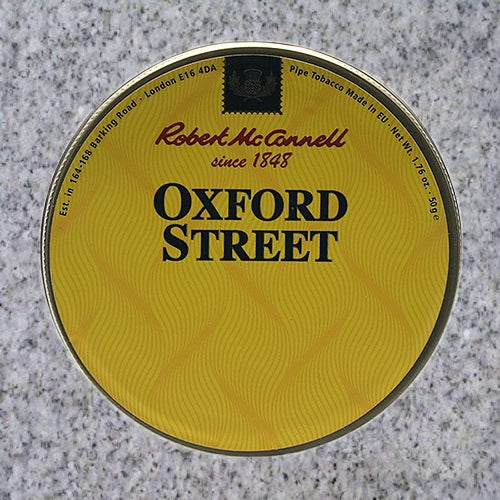 Est. in 164-168 Barking Road · London E16 4DA
Pipe Tobacco Made In EU · Net Wt. 1.76 oz. · 50g e
Robert McConnell
since 1848
OXFORD
STREET